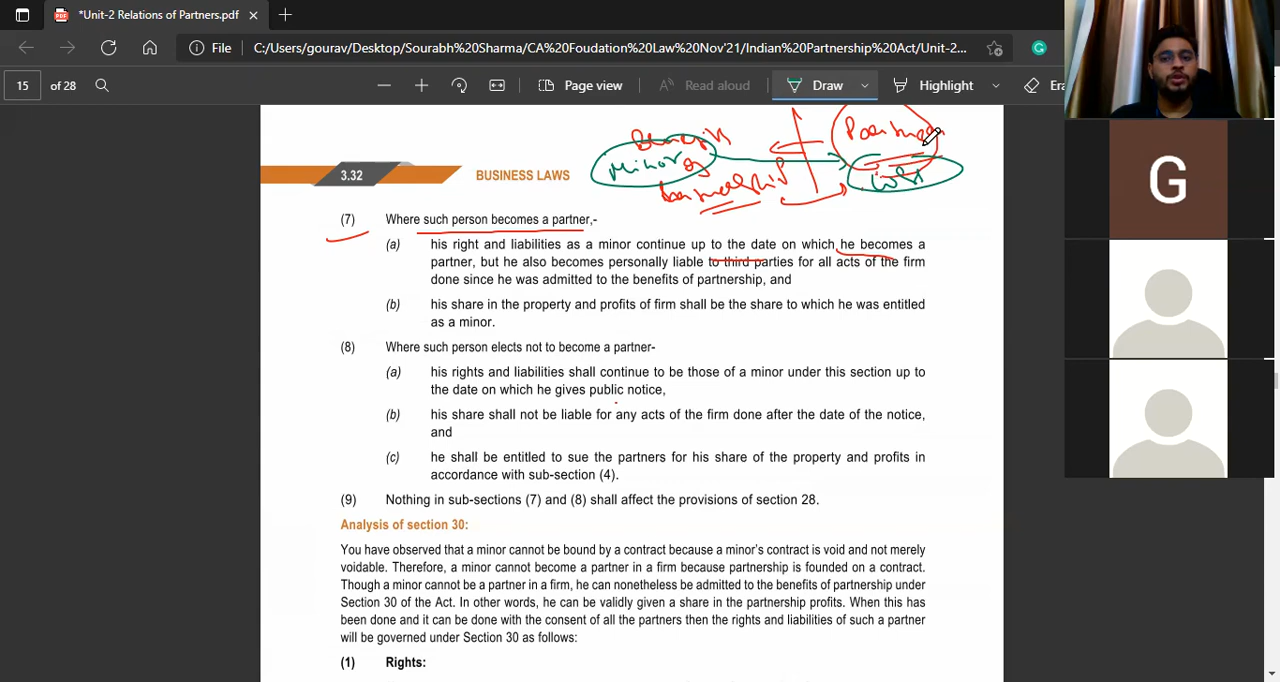 *Unit-2 Relations of Partners.pdf
File C:/Users/gourav/Desktop/Sourabh%20Sharma/CA%20Foudation%20Law%20Nov'21/Indian%20Partnership%20Act/Unit-2...
15 of 28 Page view Read aloud Draw Highlight Era
Minor
3.32 BUSINESS LAWS
(7) Where such person becomes a partner,-
(a) his right and liabilities as a minor continue up to the date on which he becomes a
partner, but he also becomes personally liable to third parties for all acts of the firm
done since he was admitted to the benefits of partnership, and
(b) his share in the property and profits of firm shall be the share to which he was entitled
as a minor.
(8) Where such person elects not to become a partner-
(a) his rights and liabilities shall continue to be those of a minor under this section up to
the date on which he gives public notice,
(b) his share shall not be liable for any acts of the firm done after the date of the notice,
and
(c) he shall be entitled to sue the partners for his share of the property and profits in
accordance with sub-section (4).
(9) Nothing in sub-sections (7) and (8) shall affect the provisions of section 28.
Analysis of section 30:
You have observed that a minor cannot be bound by a contract because a minor's contract is void and not merely
voidable. Therefore, a minor cannot become a partner in a firm because partnership is founded on a contract.
Though a minor cannot be a partner in a firm, he can nonetheless be admitted to the benefits of partnership under
Section 30 of the Act. In other words, he can be validly given a share in the partnership profits. When this has
been done and it can be done with the consent of all the partners then the rights and liabilities of such a partner
will be governed under Section 30 as follows:
(1) Rights:
G